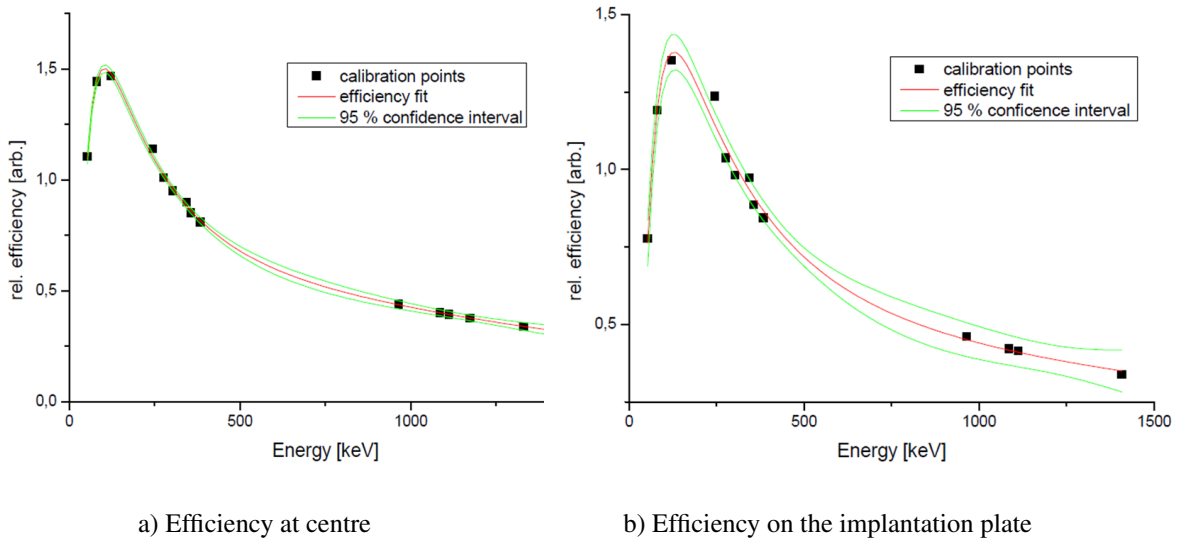 1,5
1,0
0,5
0,0
rel. efficiency [arb.]
calibration points
efficiency fit
95 % confidence interval
0
500
1000
Energy [keV]
1,5
1,0
0,5
rel. efficiency [arb.]
calibration points
efficiency fit
95 % conficence interval
0
500
1000
1500
Energy [keV]
a) Efficiency at centre
b) Efficiency on the implantation plate